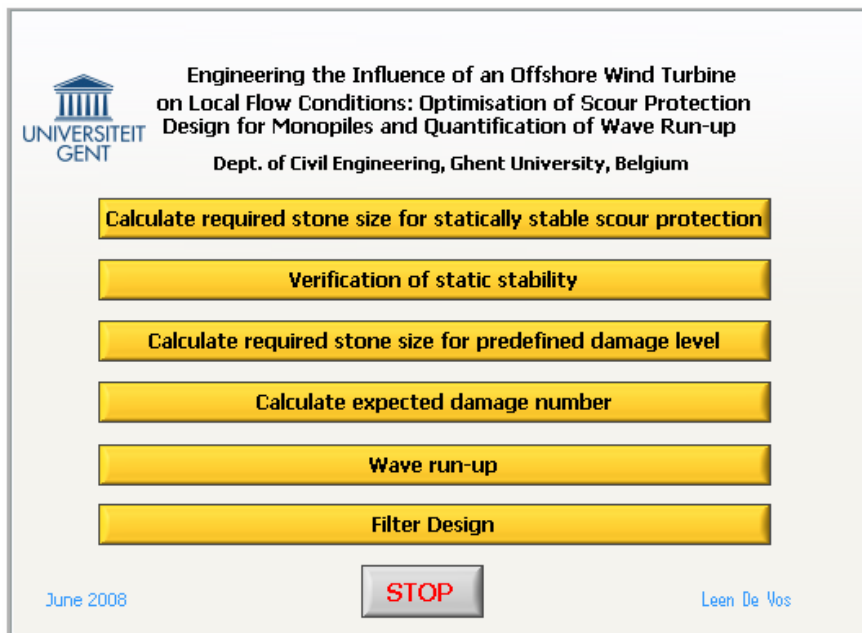 Engineering the Influence of an Offshore Wind Turbine
on Local Flow Conditions: Optimisation of Scour Protection
Design for Monopiles and Quantification of Wave Run-up
UNIVERSITEIT
GENT
Dept. of Civil Engineering, Ghent University, Belgium
Calculate required stone size for statically stable scour protection
Verification of static stability
Calculate required stone size for predefined damage level
Calculate expected damage number
Wave run-up
Filter Design
STOP
June 2008
Leen De Vos